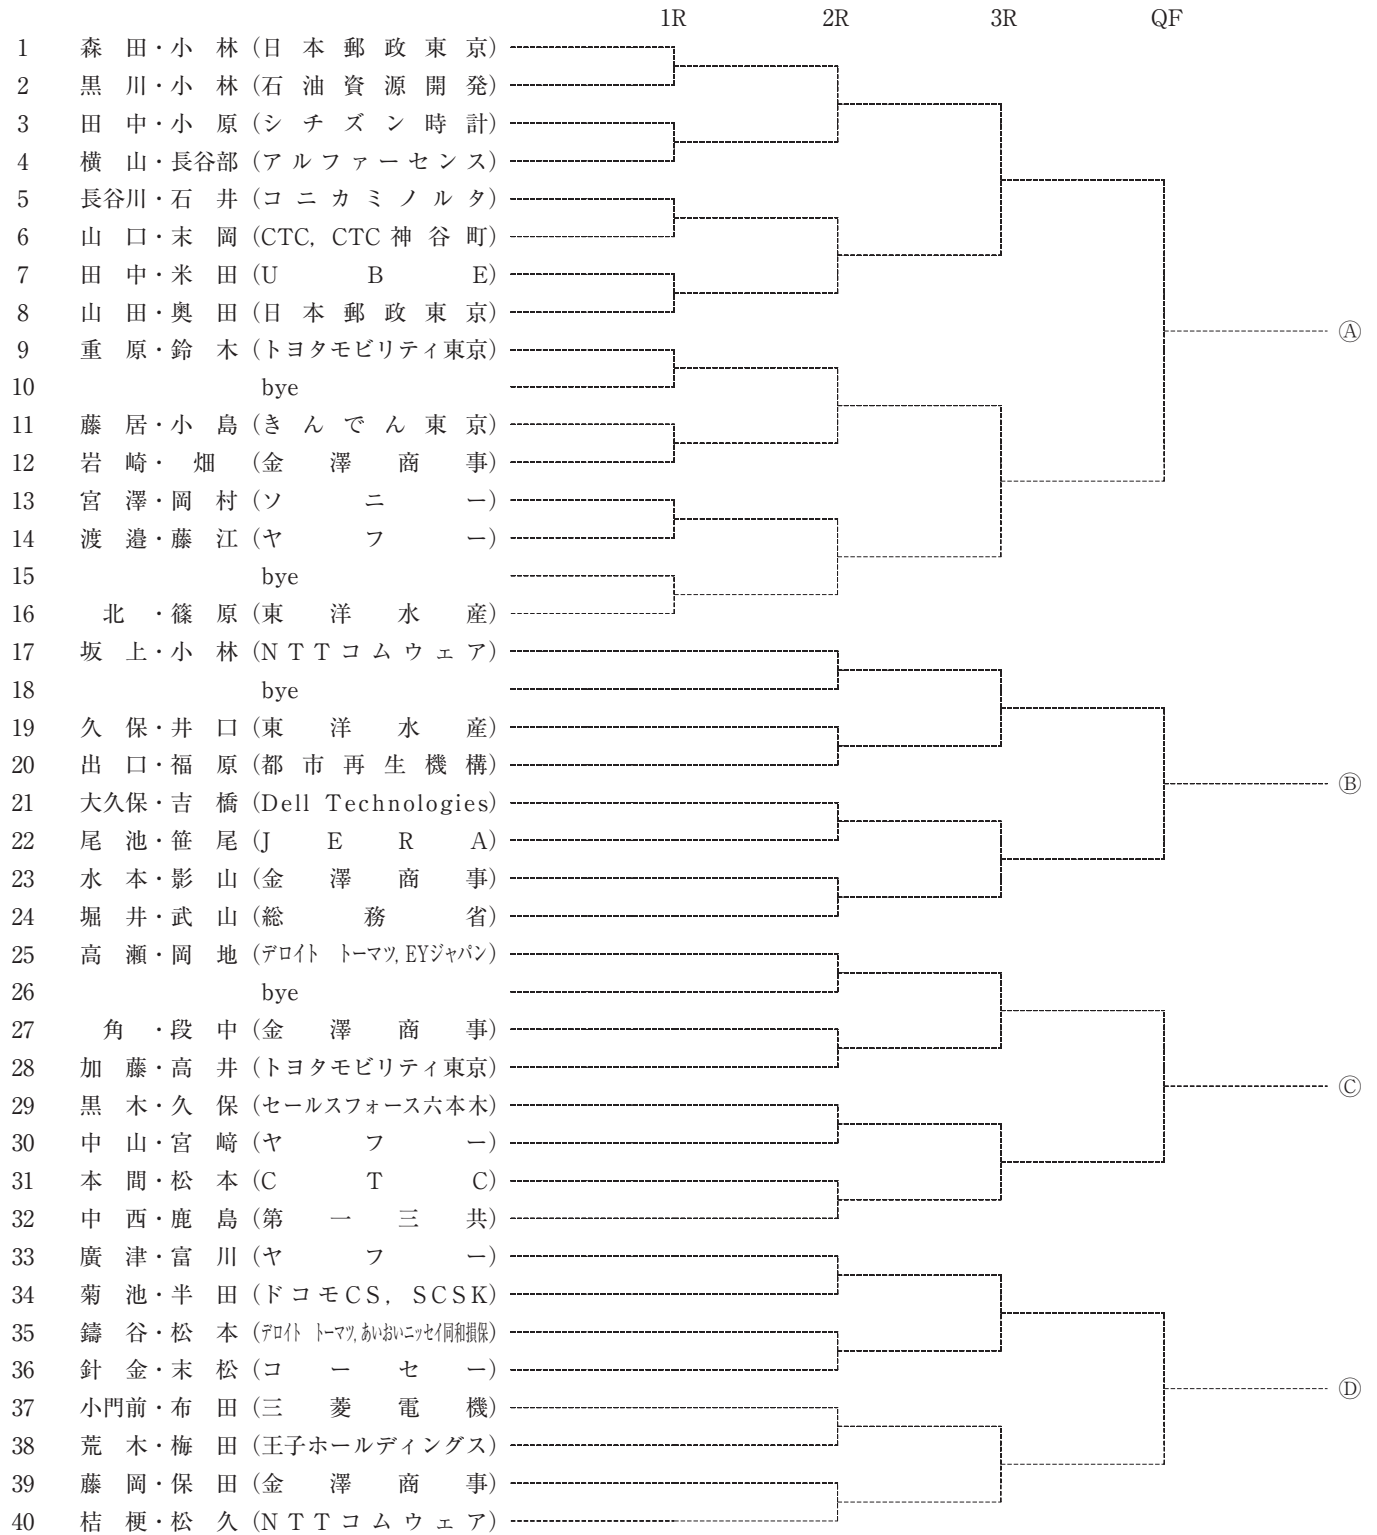 1R 2R 3R QF
1 森 田・小 林 (日 本 郵 政 東 京)
2 黒 川・小 林 (石 油 資 源 開 発)
3 田 中・小 原 (シ チ ズ ン 時 計)
4 横 山・長谷部 (ア ル フ ァ ー セ ン ス)
5 長谷川・石 井 (コ ニ カ ミ ノ ル タ)
6 山 口・末 岡 (CTC, CTC 神 谷 町)
7 田 中・米 田 (U B E)
8 山 田・奥 田 (日 本 郵 政 東 京)
Ⓐ
9 重 原・鈴 木 (トヨタモビリティ東京)
10 bye
11 藤 居・小 島 (き ん で ん 東 京)
12 岩 崎・ 畑 (金 澤 商 事)
13 宮 澤・岡 村 (ソ ニ ー)
14 渡 邉・藤 江 (ヤ フ ー)
15 bye
16 北 ・篠 原 (東 洋 水 産)
17 坂 上・小 林 (N T T コ ム ウ ェ ア)
18 bye
19 久 保・井 口 (東 洋 水 産)
20 出 口・福 原 (都 市 再 生 機 構)
Ⓑ
21 大久保・吉 橋 (Dell Technologies)
22 尾 池・笹 尾 (J E R A)
23 水 本・影 山 (金 澤 商 事)
24 堀 井・武 山 (総 務 省)
25 高 瀬・岡 地 (デロイト トーマツ, EYジャパン)
26 bye
27 角 ・段 中 (金 澤 商 事)
28 加 藤・高 井 (トヨタモビリティ東京)
Ⓒ
29 黒 木・久 保 (セールスフォース六本木)
30 中 山・宮 﨑 (ヤ フ ー)
31 本 間・松 本 (C T C)
32 中 西・鹿 島 (第 一 三 共)
33 廣 津・富 川 (ヤ フ ー)
34 菊 池・半 田 (ド コ モ C S, S C S K)
35 鑄 谷・松 本 (デロイト トーマツ, あいおいニッセイ同和損保)
36 針 金・末 松 (コ ー セ ー)
Ⓓ
37 小門前・布 田 (三 菱 電 機)
38 荒 木・梅 田 (王子ホールディングス)
39 藤 岡・保 田 (金 澤 商 事)
40 桔 梗・松 久 (N T T コ ム ウ ェ ア)